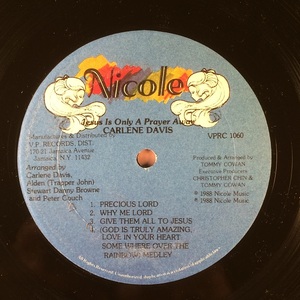 Nicole
Jesus Is Only A Prayer Away
CARLENE DAVIS
Manufactured & Distributed by
V.P. RECORDS, DIST.
170-21 Jamaica Avenue
Jamaica, N.Y. 11432
VPRC 1060
Arranged by
Carlene Davis,
Alden (Trapper John)
Stewart Danny Browne
and Peter Couch
Produced & Arranged by
TOMMY COWAN
Executive Producers
CHRISTOPHER CHIN &
TOMMY COWAN
℗ 1988 Nicole Music
© 1988 Nicole Music
1. PRECIOUS LORD
2. WHY ME LORD
3. GIVE THEM ALL TO JESUS
4. (GOD IS TRULY AMAZING,
LOVE IN YOUR HEART
SOME WHERE OVER THE
RAINBOW) MEDLEY